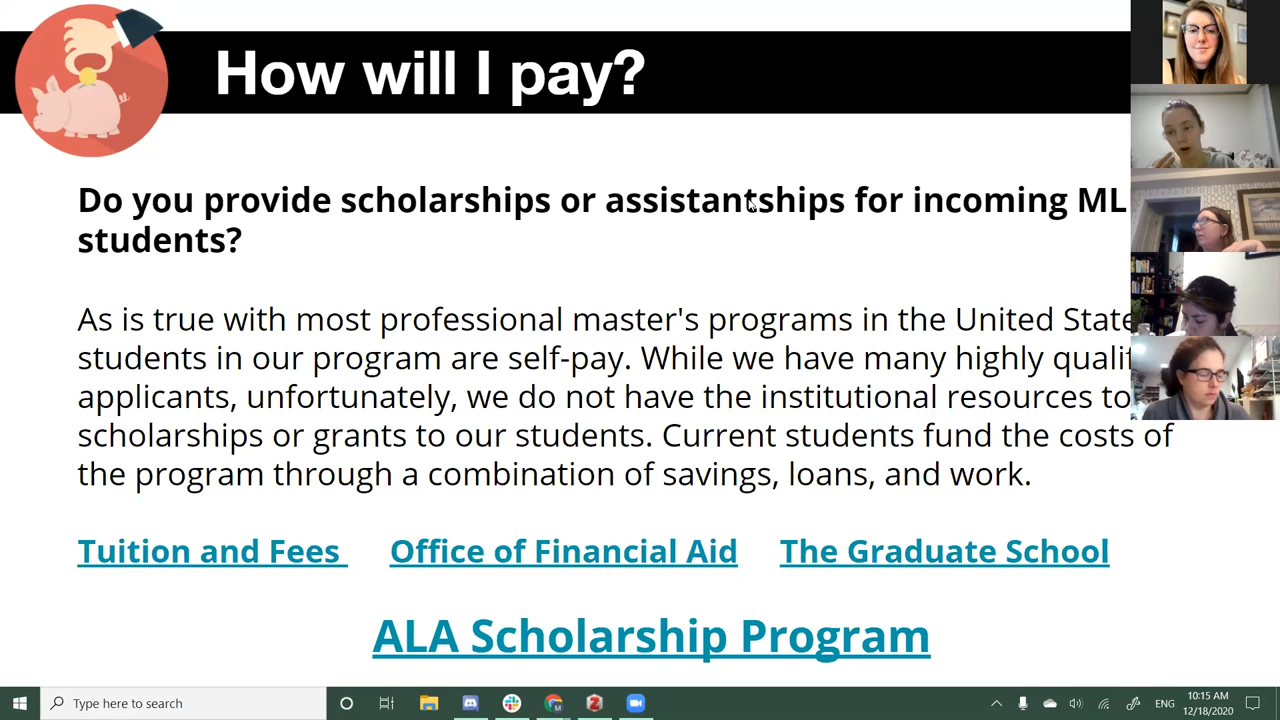 How will I pay?
Do you provide scholarships or assistantships for incoming ML
students?
As is true with most professional master's programs in the United State
students in our program are self-pay. While we have many highly qualif
applicants, unfortunately, we do not have the institutional resources to
scholarships or grants to our students. Current students fund the costs of
the program through a combination of savings, loans, and work.
Tuition and Fees Office of Financial Aid The Graduate School
ALA Scholarship Program
Type here to search
ENG
10:15 AM
12/18/2020